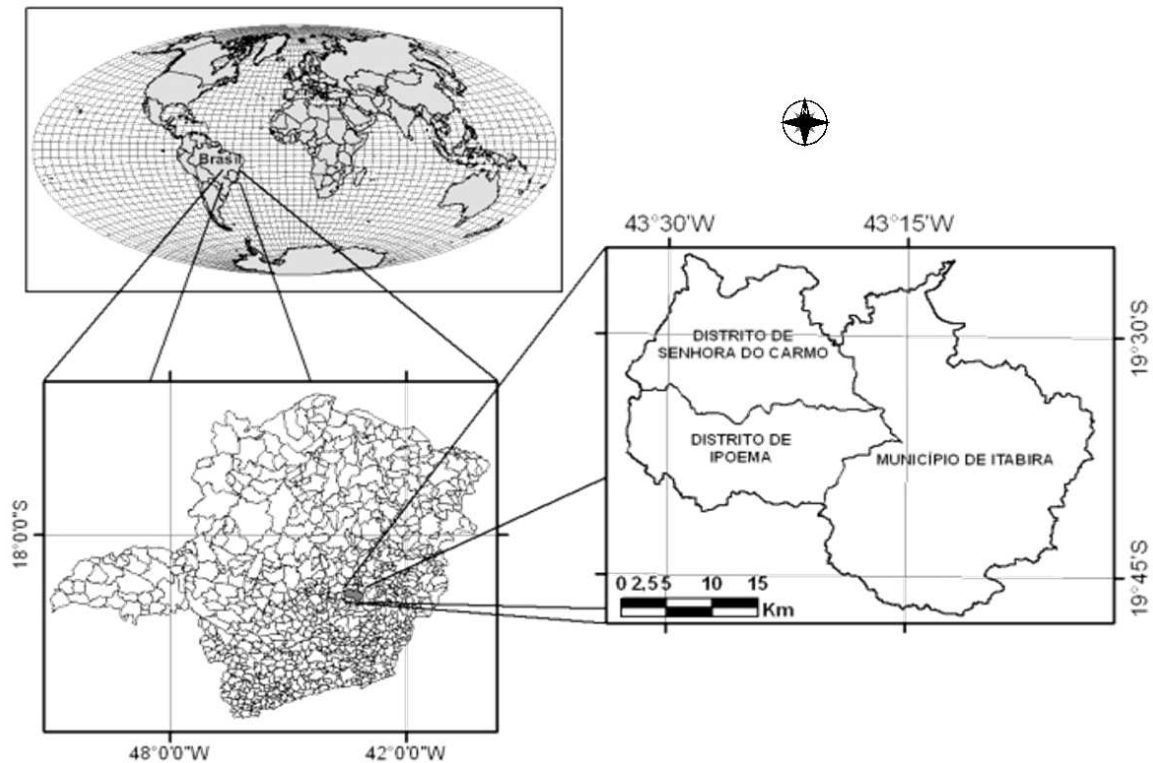 Brasil
43°30'W
43°15'W
DISTRITO DE
SENHORA DO CARMO
19°30'S
DISTRITO DE
IPOEMA
MUNICÍPIO DE ITABIRA
18°0'0"S
0 2,5 5 10 15
Km
19°45'S
48°0'0"W
42°0'0"W